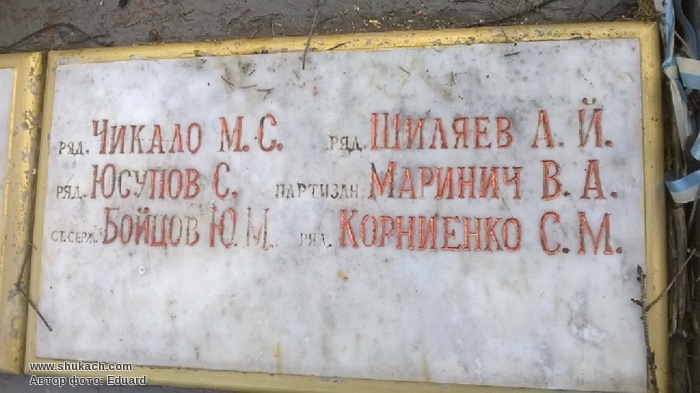 ряд. Чикало М. С.
ряд. Юсупов С.
ст. серж. Бойцов Ю. М.
ряд. Шиляев А. Й.
партизан Маринич В. А.
ряд. Корниенко С. М.
www.shukach.com
Автор фото: Eduard